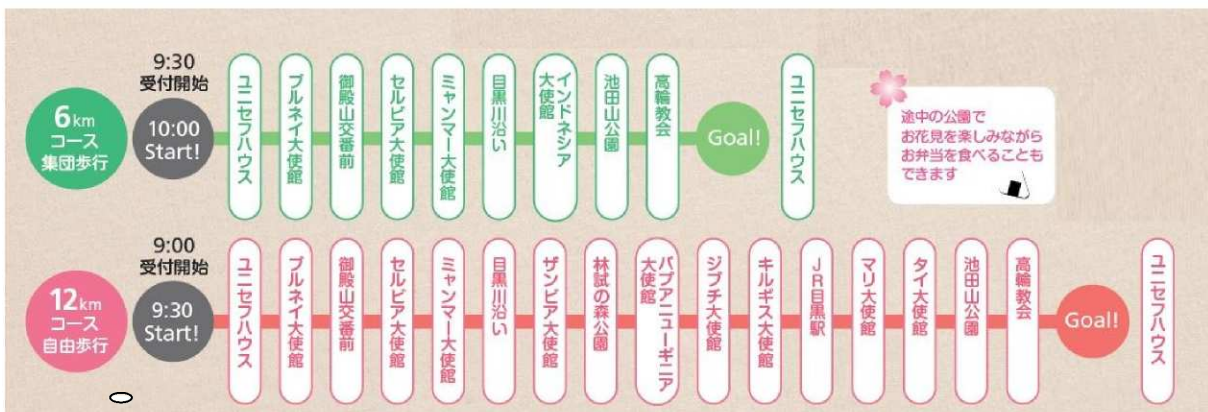 6km
コース
集団歩行
9:30
受付開始
10:00
Start!
ユニセフハウス
ブルネイ大使館
御殿山交番前
セルビア大使館
ミャンマー大使館
目黒川沿い
インドネシア
大使館
池田山公園
高輪教会
Goal!
ユニセフハウス
途中の公園で
お花見を楽しみながら
お弁当を食べることも
できます
12km
コース
自由歩行
9:00
受付開始
9:30
Start!
ユニセフハウス
ブルネイ大使館
御殿山交番前
セルビア大使館
ミャンマー大使館
目黒川沿い
ザンビア大使館
林試の森公園
パプアニューギニア
大使館
ジブチ大使館
キルギス大使館
JR目黒駅
マリ大使館
タイ大使館
池田山公園
高輪教会
Goal!
ユニセフハウス